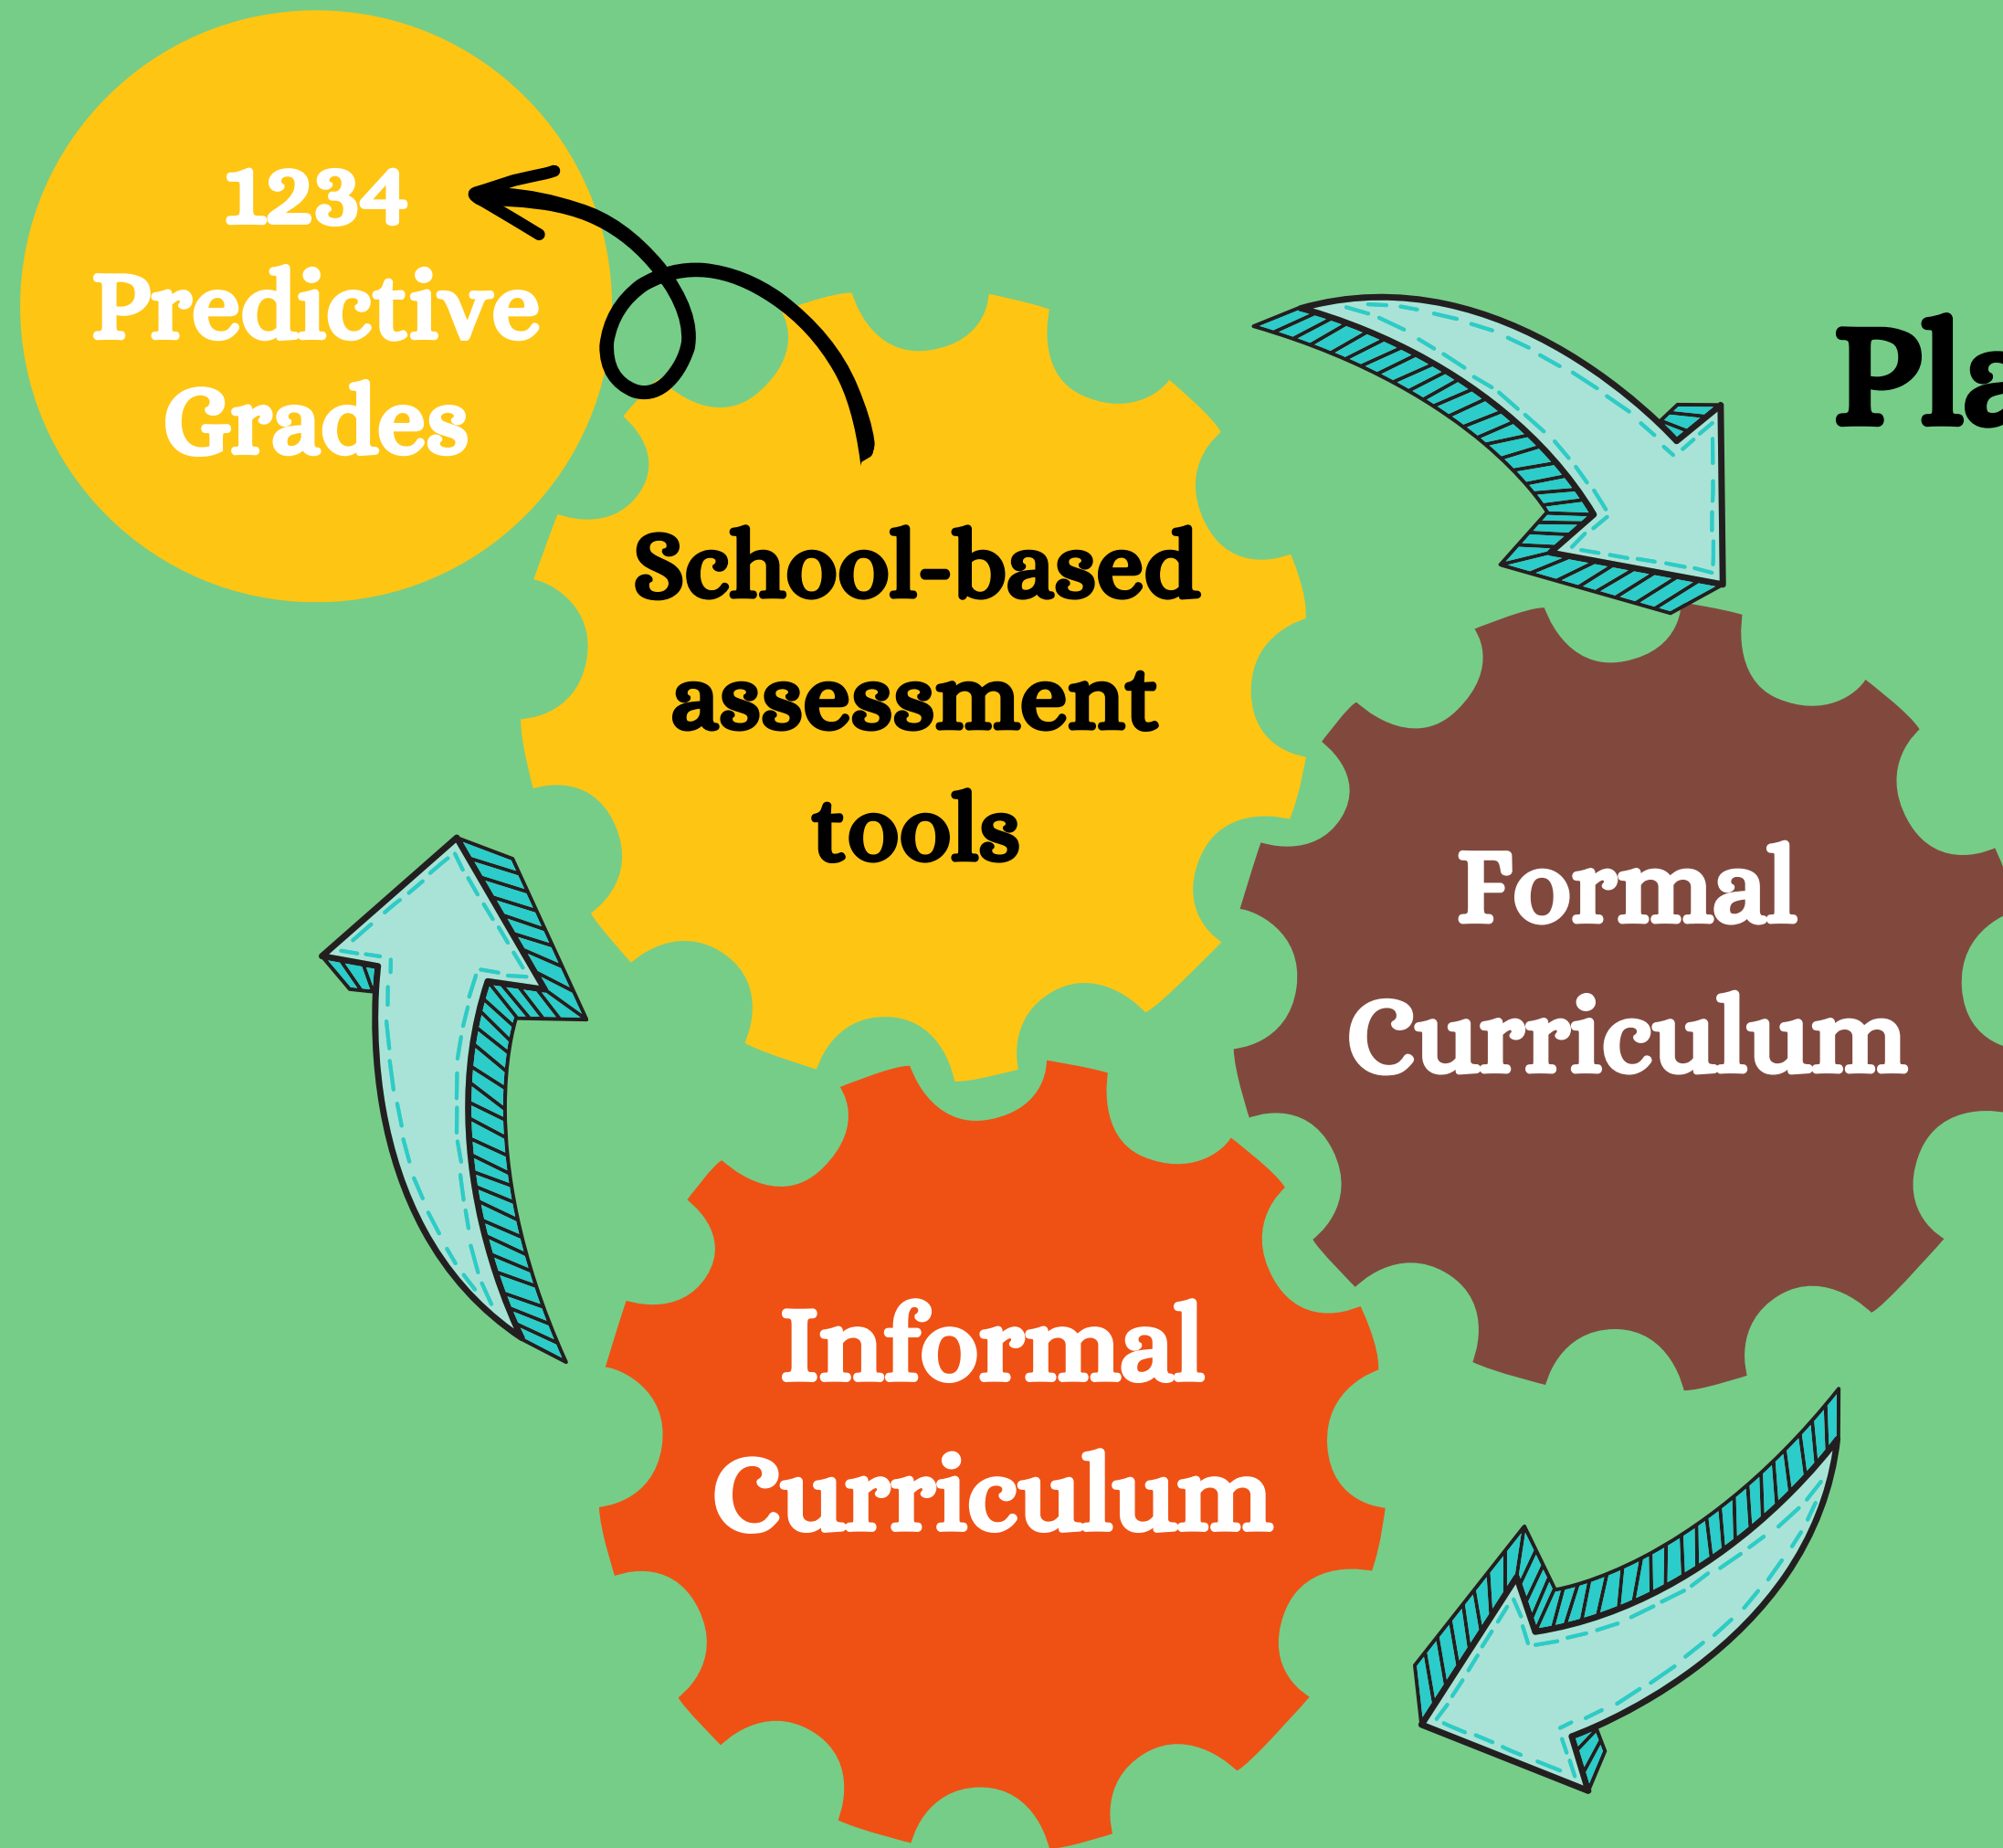 1234
Predictive
Grades
School-based
assessment
tools
Formal
Curriculum
Informal
Curriculum